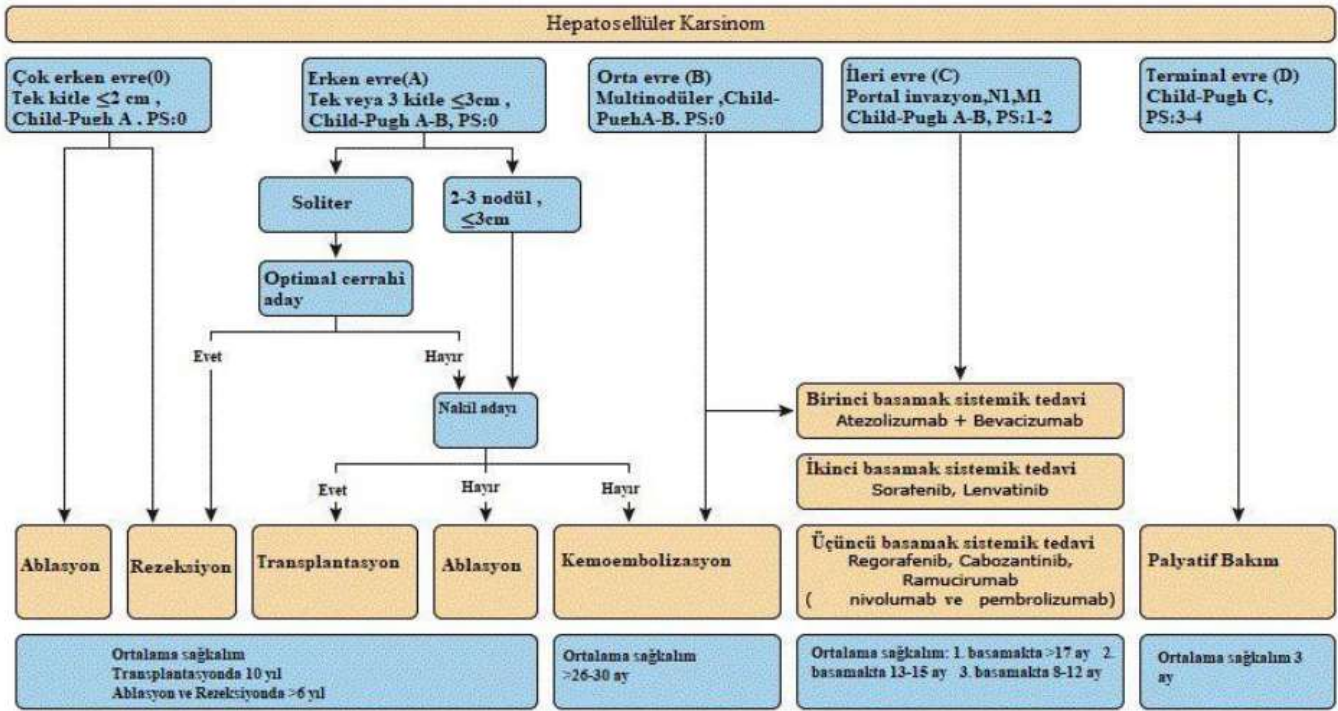 Hepatosellüler Karsinom
Çok erken evre(0)
Tek kitle ≤2 cm ,
Child-Pugh A . PS:0
Erken evre(A)
Tek veya 3 kitle ≤3cm ,
Child-Pugh A-B, PS:0
Orta evre (B)
Multinodüler ,Child-
PughA-B. PS:0
İleri evre (C)
Portal invazyon,N1,M1
Child-Pugh A-B, PS:1-2
Terminal evre (D)
Child-Pugh C,
PS:3-4
Soliter
2-3 nodül ,
≤3cm
Optimal cerrahi
aday
Evet
Hayır
Nakil adayı
Evet
Hayır
Hayır
Birinci basamak sistemik tedavi
Atezolizumab + Bevacizumab
İkinci basamak sistemik tedavi
Sorafenib, Lenvatinib
Ablasyon
Rezeksiyon
Transplantasyon
Ablasyon
Kemoembolizasyon
Üçüncü basamak sistemik tedavi
Regorafenib, Cabozantinib,
Ramucirumab
( nivolumab ve pembrolizumab)
Palyatif Bakım
Ortalama sağkalım
Transplantasyonda 10 yıl
Ablasyon ve Rezeksiyonda >6 yıl
Ortalama sağkalım
>26-30 ay
Ortalama sağkalım: 1. basamakta >17 ay 2.
basamakta 13-15 ay 3. basamakta 8-12 ay
Ortalama sağkalım 3
ay